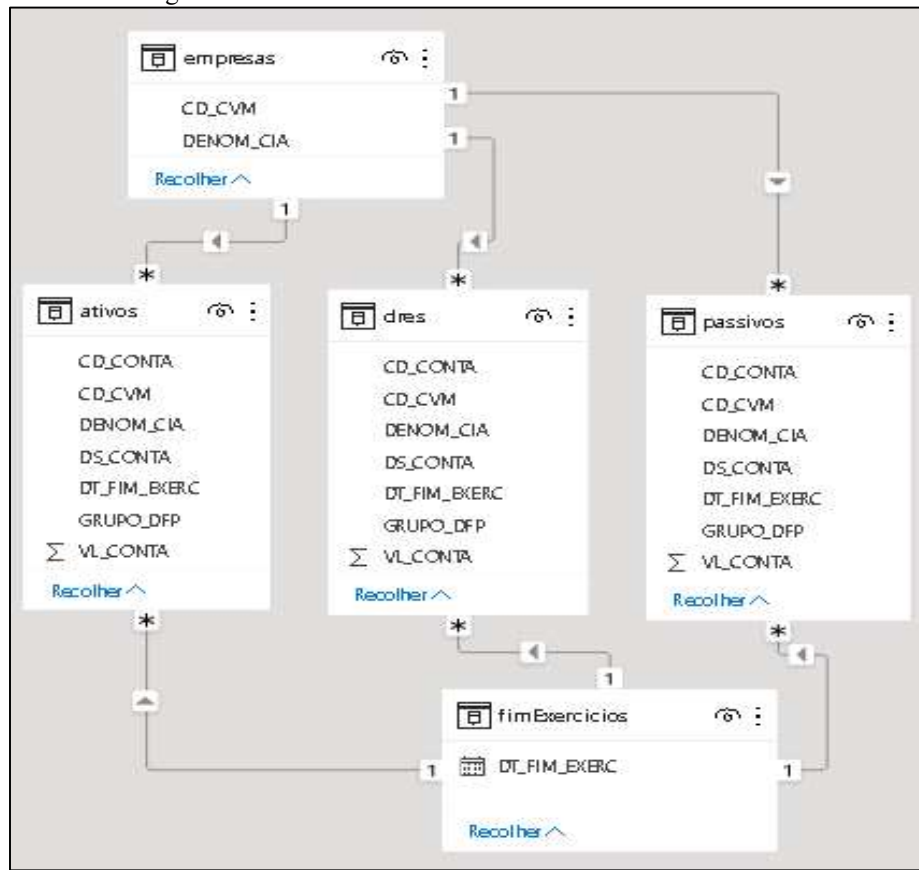 empresas
CD_CVM
DENOM_CIA
Recolher
1
1
1
*
*
*
ativos
CD_CONTA
CD_CVM
DENOM_CIA
DS_CONTA
DT_FIM_EXERC
GRUPO_DFP
Σ VL_CONTA
Recolher
*
dres
CD_CONTA
CD_CVM
DENOM_CIA
DS_CONTA
DT_FIM_EXERC
GRUPO_DFP
Σ VL_CONTA
Recolher
*
passivos
CD_CONTA
CD_CVM
DENOM_CIA
DS_CONTA
DT_FIM_EXERC
GRUPO_DFP
Σ VL_CONTA
Recolher
*
1
1
1
fimExercicios
DT_FIM_EXERC
Recolher